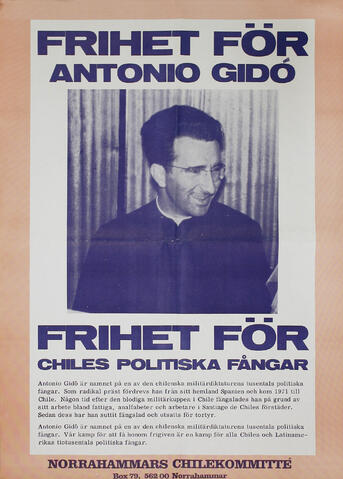 FRIHET FÖR
ANTONIO GIDÓ
FRIHET FÖR
CHILES POLITISKA FÅNGAR
Antonio Gidó är namnet på en av den chilenska militärdiktaturens tusentals politiska
fångar. Som radikal präst fördrevs han från sitt hemland Spanien och kom 1971 till
Chile. Någon tid efter den blodiga militärkuppen i Chile fängslades han på grund av
sitt arbete bland fattiga, analfabeter och arbetare i Santiago de Chiles förstäder.
Sedan dess har han suttit fängslad och utsatts för tortyr.
Antonio Gidó är namnet på en av den chilenska militärdiktaturens tusentals politiska
fångar. Vår kamp för att få honom frigiven är en kamp för alla Chiles och Latiname-
rikas tiotusentals politiska fångar.
NORRAHAMMARS CHILEKOMMITTÉ
Box 79, 562 00 Norrahammar